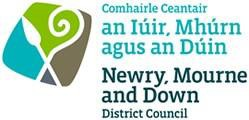 Comhairle Ceantair
an Iúir, Mhúrn
agus an Dúin
Newry, Mourne
and Down
District Council